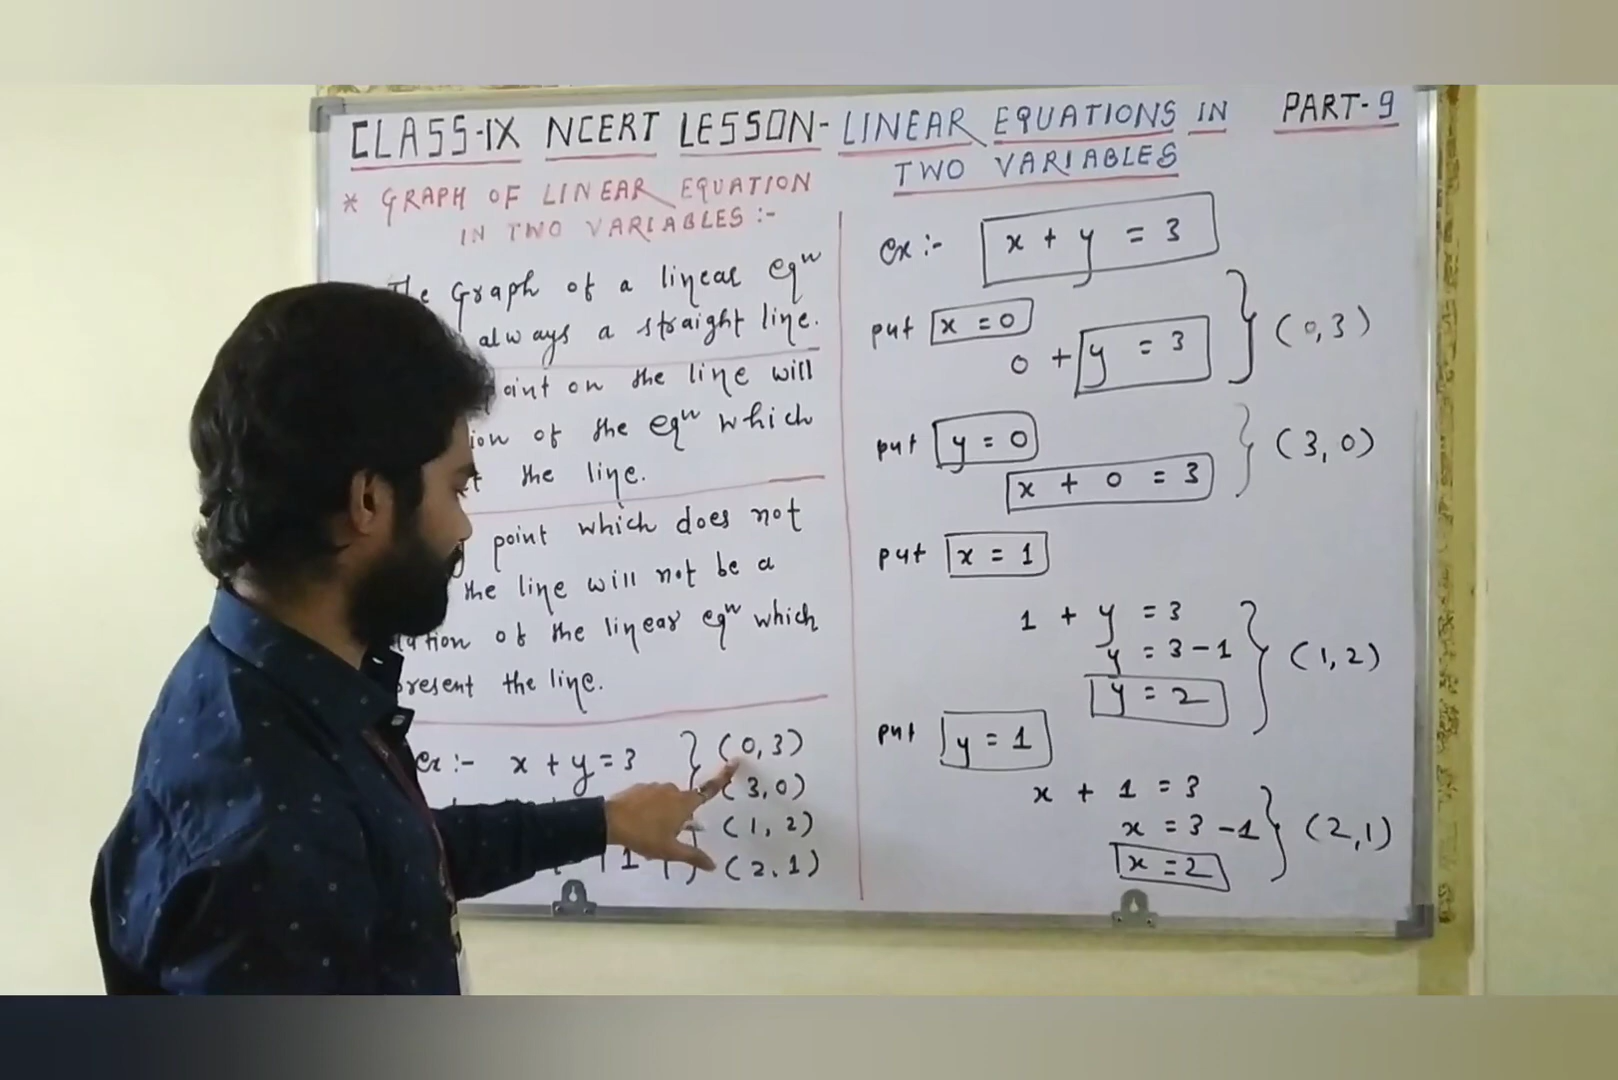 CLASS-IX NCERT LESSON- LINEAR EQUATIONS IN TWO VARIABLES
PART-9
* GRAPH OF LINEAR EQUATION
IN TWO VARIABLES :-
Graph of a linear eqn
always a straight line.
on the line will
of the eqn which
the line.
point which does not
the line will not be a
of the linear eqn which
the line.
ex :- x + y = 3 } (0, 3)
(3, 0)
(1, 2)
1 (2, 1)
ex :- x + y = 3
put x = 0
0 + y = 3 } (0, 3)
put y = 0
x + 0 = 3 } (3, 0)
put x = 1
1 + y = 3
y = 3 - 1 } (1, 2)
y = 2
put y = 1
x + 1 = 3
x = 3 - 1 } (2, 1)
x = 2